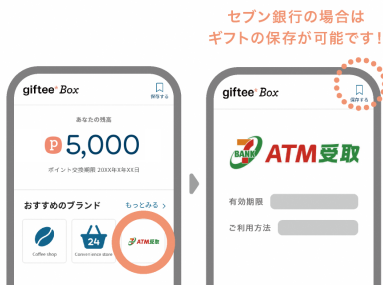 セブン銀行の場合は
ギフトの保存が可能です！
giftee® Box
保存する
あなたの残高
P 5,000
ポイント交換期限 20XX年X年XX日
おすすめのブランド
もっとみる >
Coffee shop
24
Convenience store
ATM受取
giftee® Box
保存する
7
BANK
ATM受取
有効期限
ご利用方法